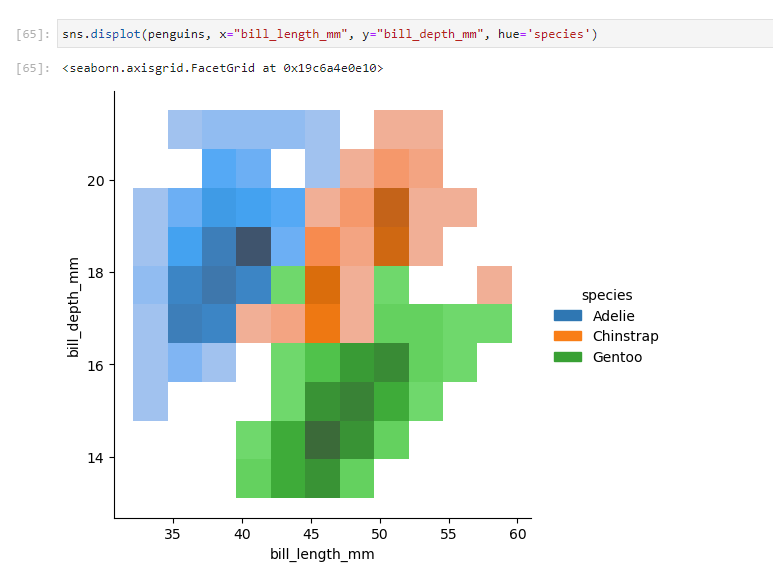 [65]: sns.displot(penguins, x="bill_length_mm", y="bill_depth_mm", hue='species')
[65]: <seaborn.axisgrid.FacetGrid at 0x19c6a4e0e10>
20
18
16
14
bill_depth_mm
35 40 45 50 55 60
bill_length_mm
species
Adelie
Chinstrap
Gentoo